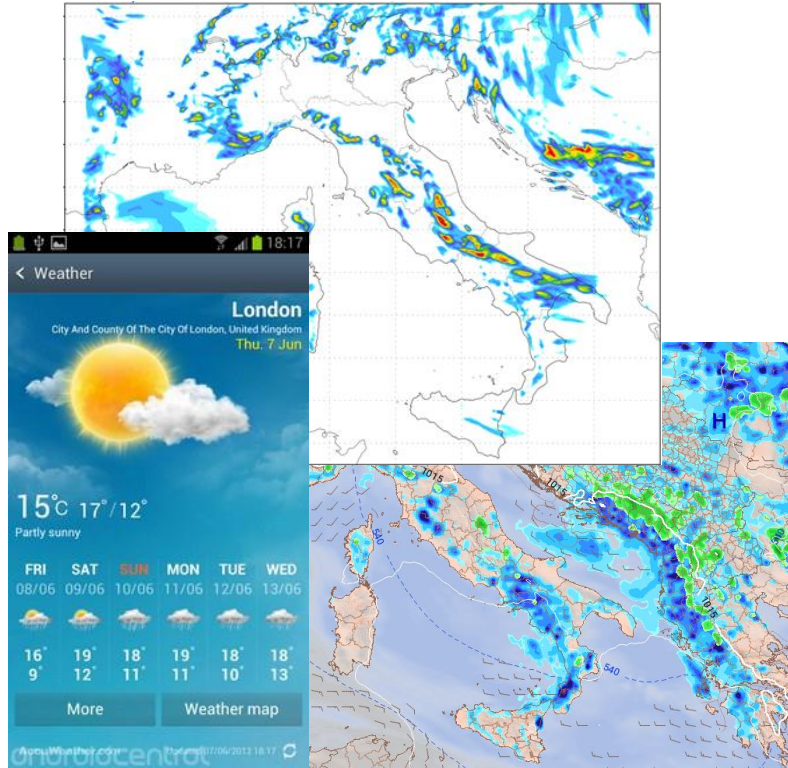 18:17
Weather
London
City And County Of The City Of London, United Kingdom
Thu. 7 Jun
15°C 17°/12°
Partly sunny
FRI SAT SUN MON TUE WED
08/06 09/06 10/06 11/06 12/06 13/06
16° 19° 18° 19° 18° 18°
9° 12° 11° 11° 10° 13°
More Weather map
AccuWeather.com Updated 07/06/2012 18:17
androidcentral
H
1015
1015
540
1015
540